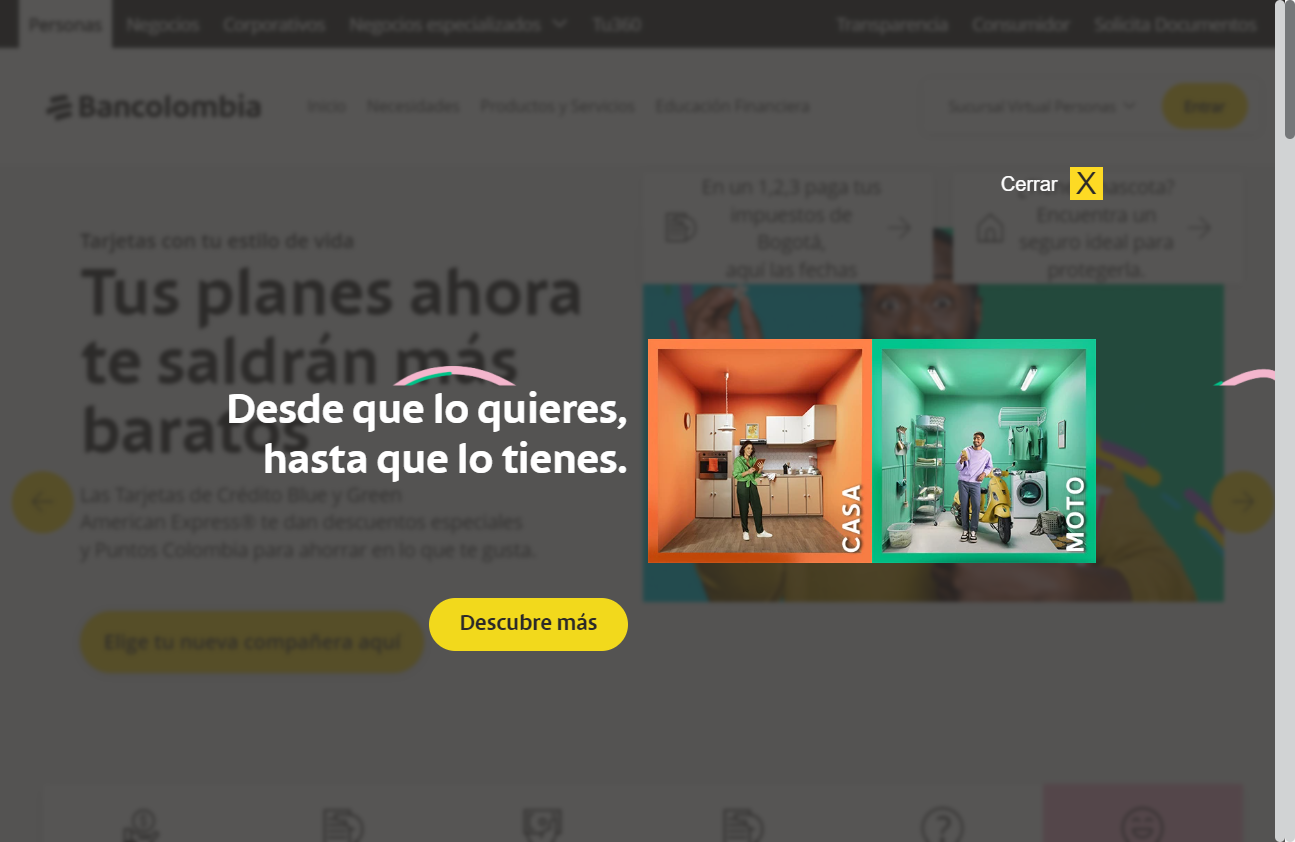 Personas Negocios Corporativos Negocios especializados Tu360 Transparencia Consumidor Solicita Documentos
Bancolombia Inicio Necesidades Productos y Servicios Educación Financiera Sucursal Virtual Personas Entrar
Cerrar X
En un 1,2,3 paga tus
impuestos de
Bogotá,
aquí las fechas
mascota?
Encuentra un
seguro ideal para
protegerla.
Tarjetas con tu estilo de vida
Tus planes ahora
te saldrán más
baratos
Desde que lo quieres,
hasta que lo tienes.
CASA
MOTO
Las Tarjetas de Crédito Blue y Green
American Express® te dan descuentos especiales
y Puntos Colombia para ahorrar en lo que te gusta.
Descubre más
Elige tu nueva compañera aquí